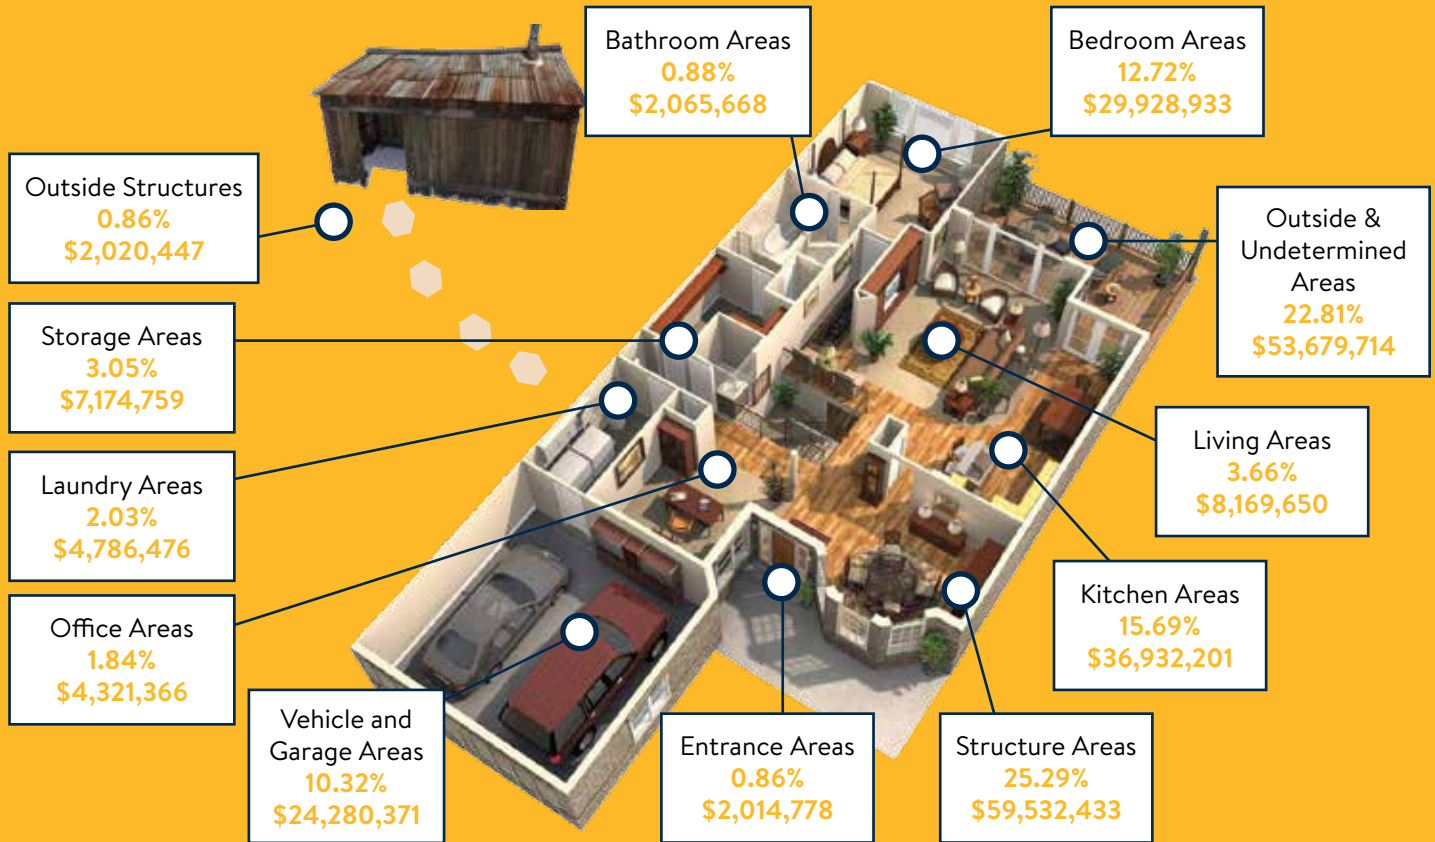 Bathroom Areas
0.88%
$2,065,668
Bedroom Areas
12.72%
$29,928,933
Outside Structures
0.86%
$2,020,447
Outside &
Undetermined
Areas
22.81%
$53,679,714
Storage Areas
3.05%
$7,174,759
Living Areas
3.66%
$8,169,650
Laundry Areas
2.03%
$4,786,476
Kitchen Areas
15.69%
$36,932,201
Office Areas
1.84%
$4,321,366
Vehicle and
Garage Areas
10.32%
$24,280,371
Entrance Areas
0.86%
$2,014,778
Structure Areas
25.29%
$59,532,433